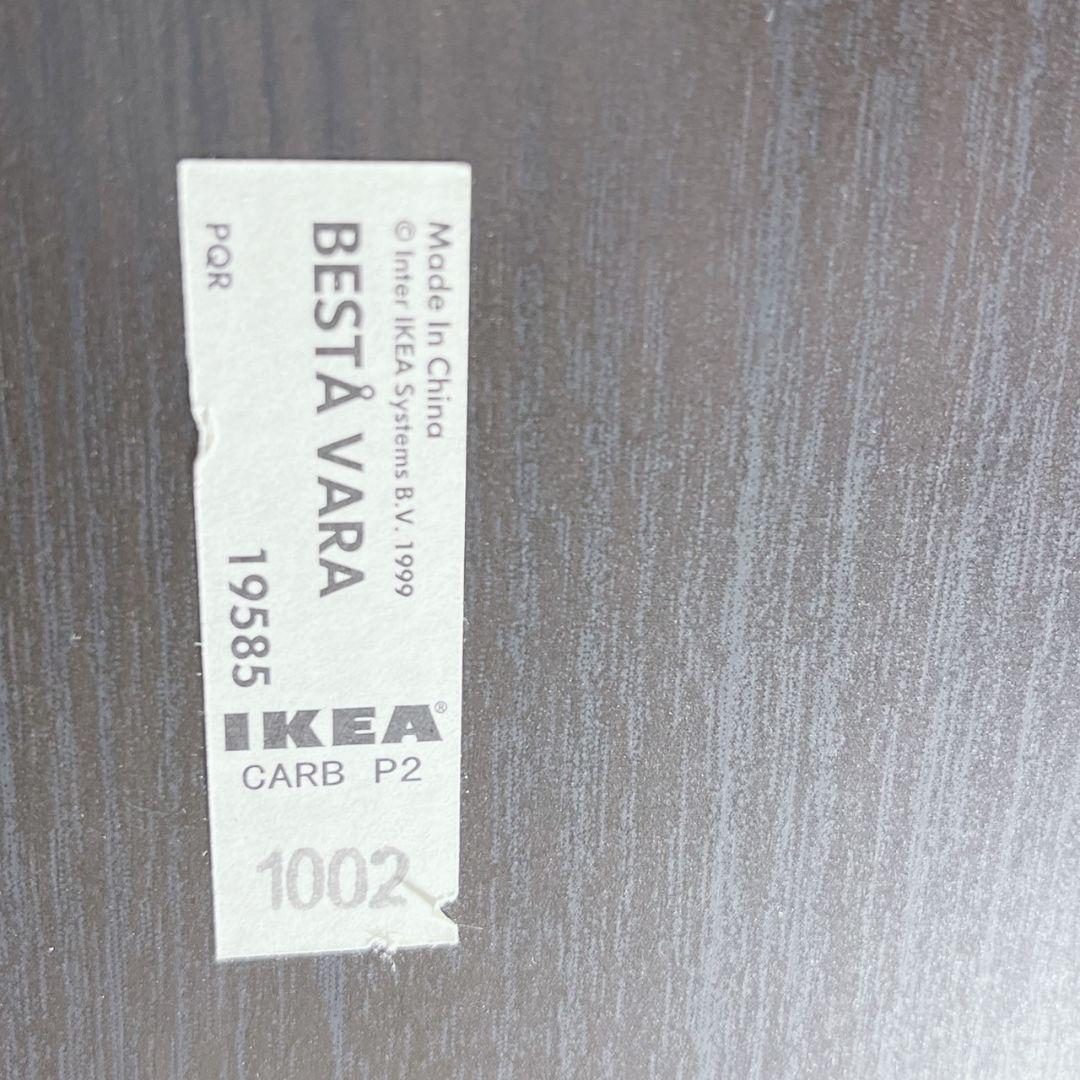 Made In China
© Inter IKEA Systems B.V. 1999
BESTÅ VARA
19585
PQR
IKEA®
CARB P2
1002